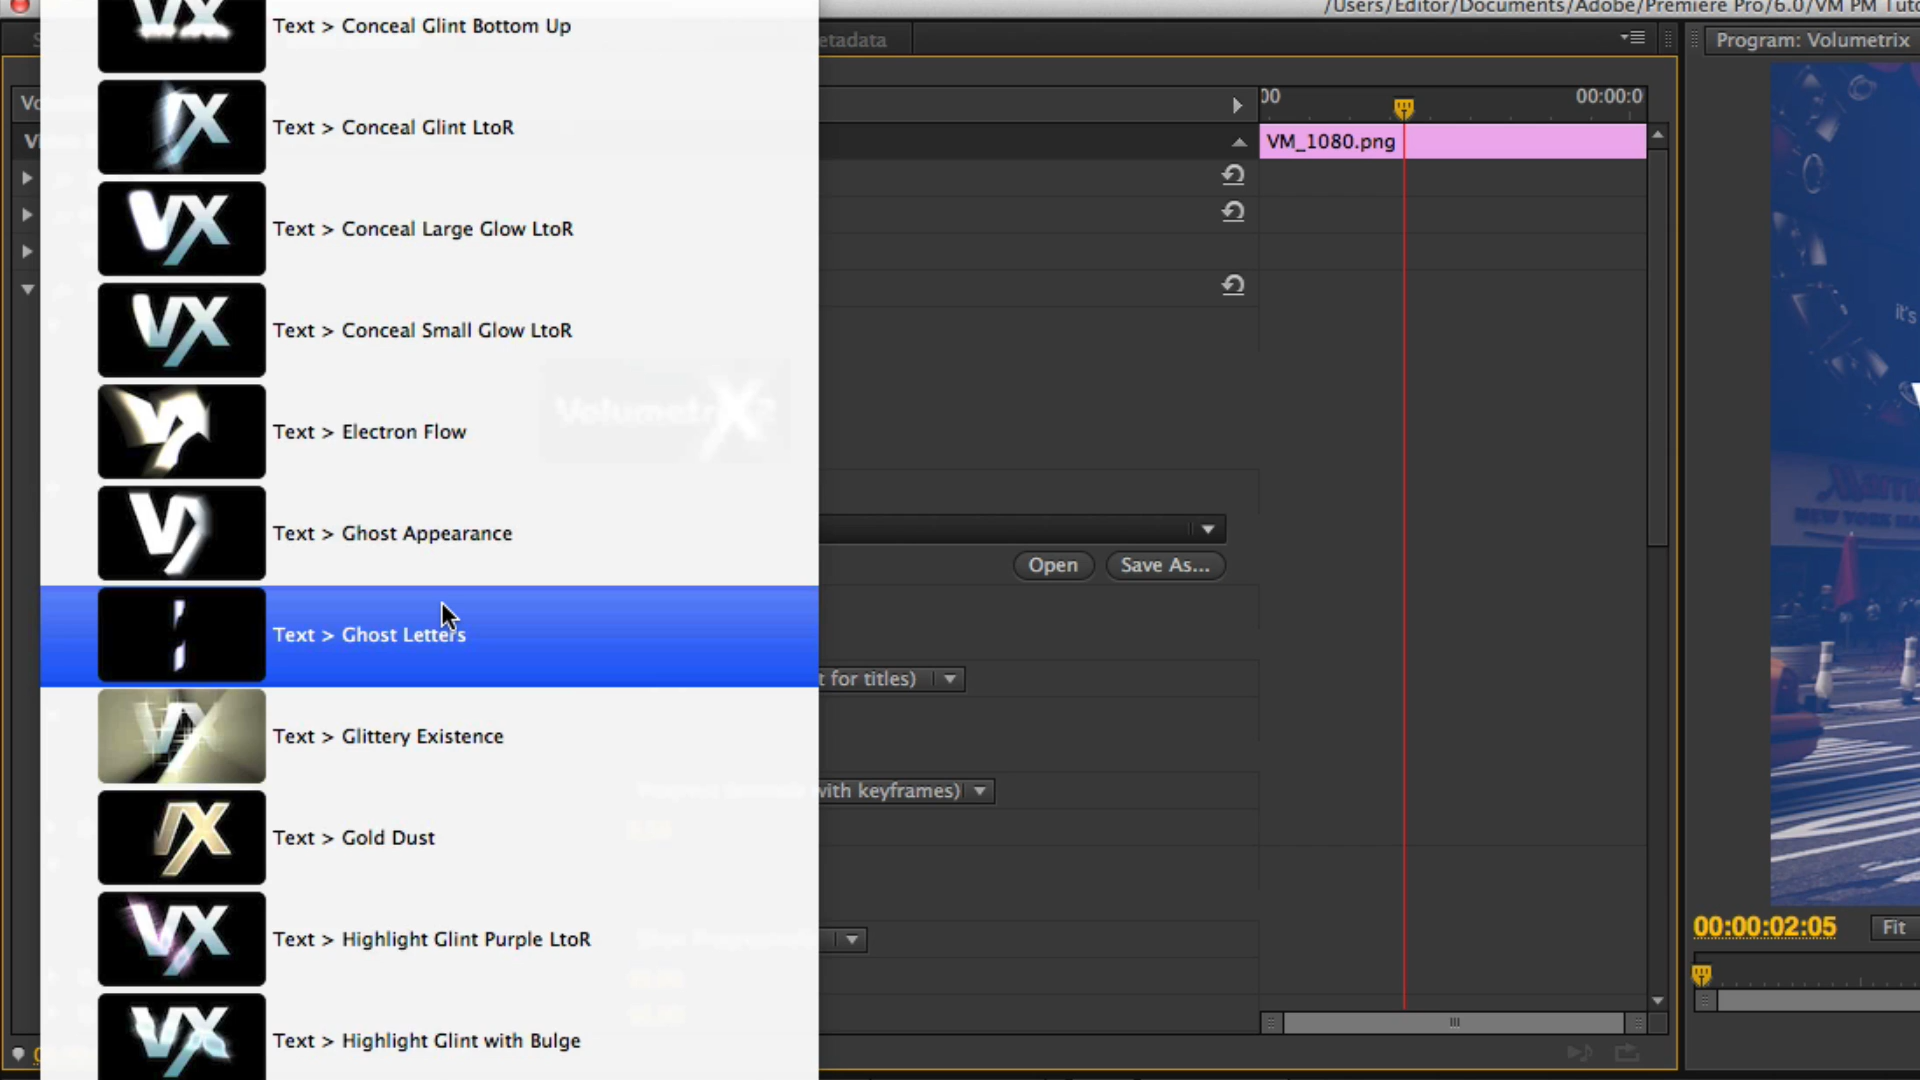 /Users/Editor/Documents/Adobe/Premiere Pro/6.0/VM PM Tuto
etadata
Program: Volumetrix
Text > Conceal Glint Bottom Up
Text > Conceal Glint LtoR
Text > Conceal Large Glow LtoR
Text > Conceal Small Glow LtoR
Text > Electron Flow
Text > Ghost Appearance
Text > Ghost Letters
Text > Glittery Existence
Text > Gold Dust
Text > Highlight Glint Purple LtoR
Text > Highlight Glint with Bulge
VolumetriX2
Open
Save As...
t for titles)
with keyframes)
00
00:00:0
VM_1080.png
it's
00:00:02:05
Fit